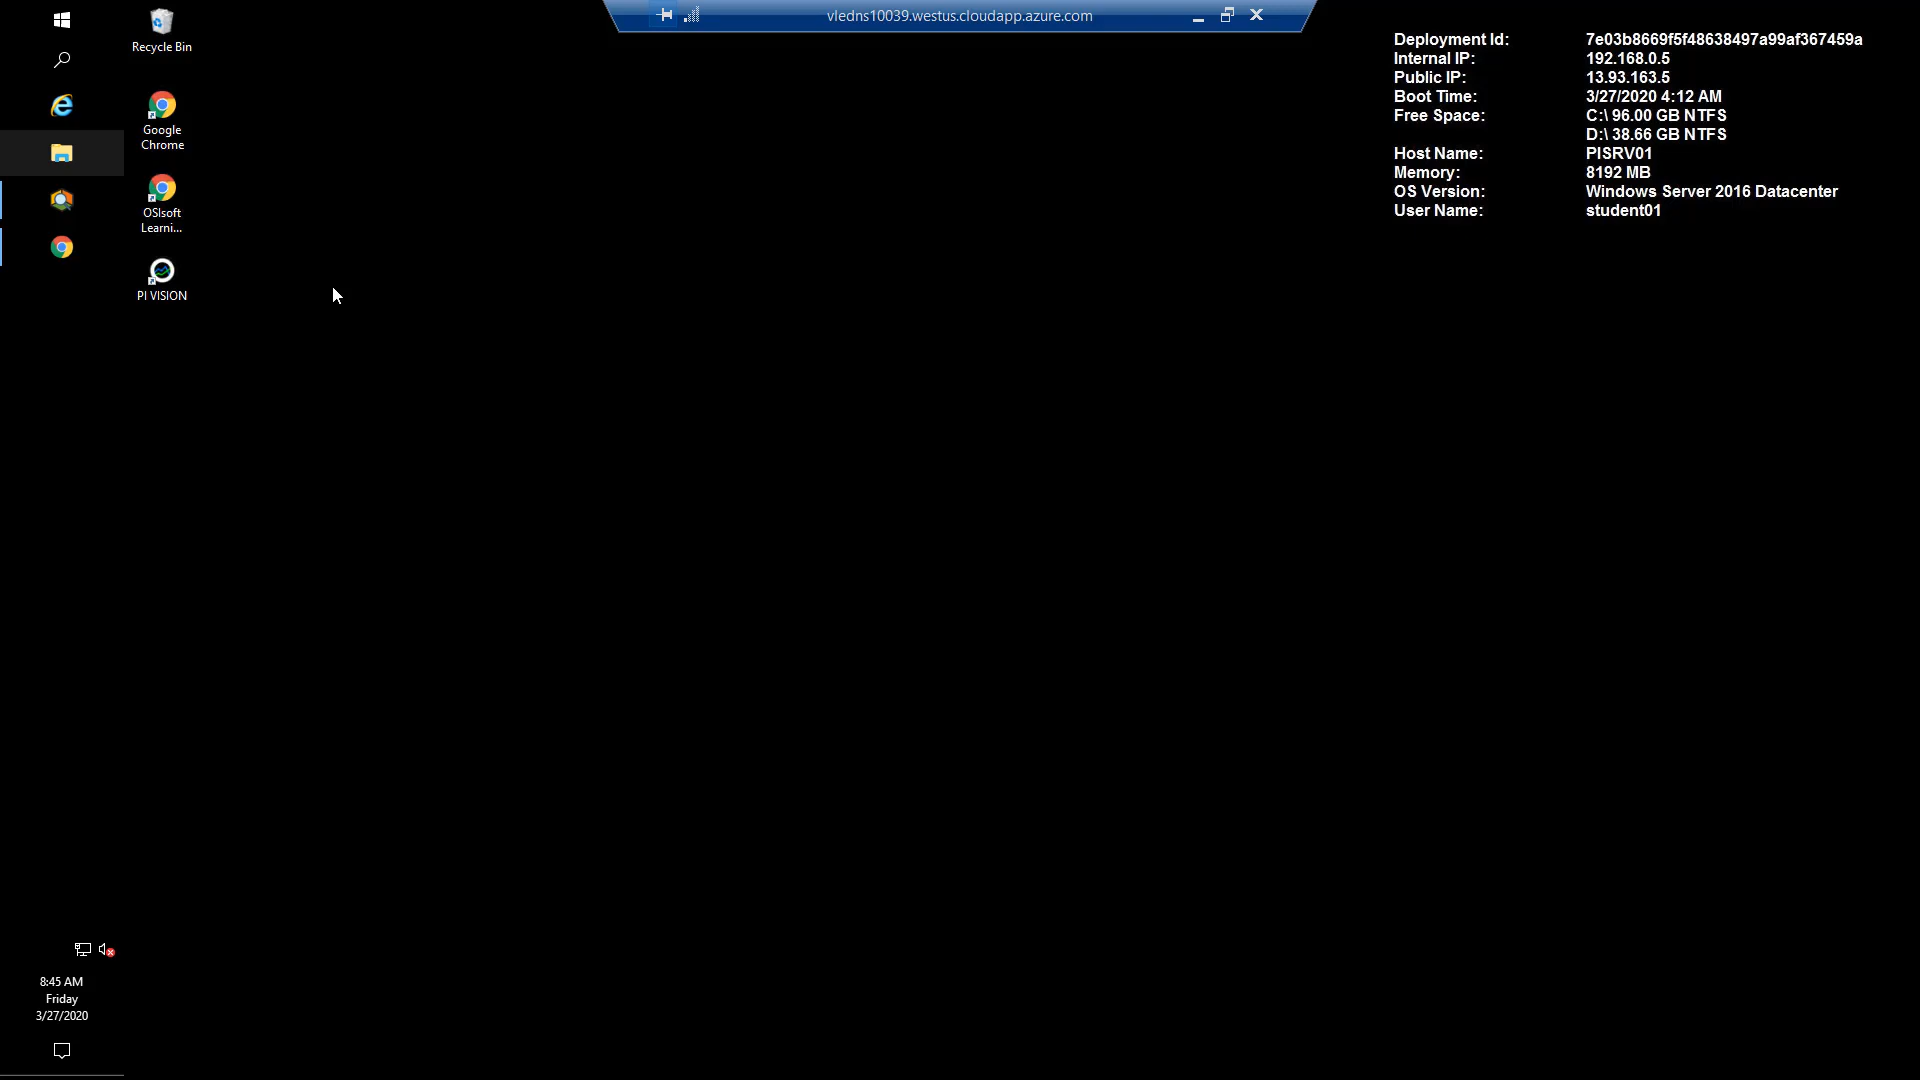 vledns10039.westus.cloudapp.azure.com
Recycle Bin
Google
Chrome
OSIsoft
Learni...
PI VISION
Deployment Id: 7e03b8669f5f48638497a99af367459a
Internal IP: 192.168.0.5
Public IP: 13.93.163.5
Boot Time: 3/27/2020 4:12 AM
Free Space: C:\ 96.00 GB NTFS
D:\ 38.66 GB NTFS
Host Name: PISRV01
Memory: 8192 MB
OS Version: Windows Server 2016 Datacenter
User Name: student01
8:45 AM
Friday
3/27/2020